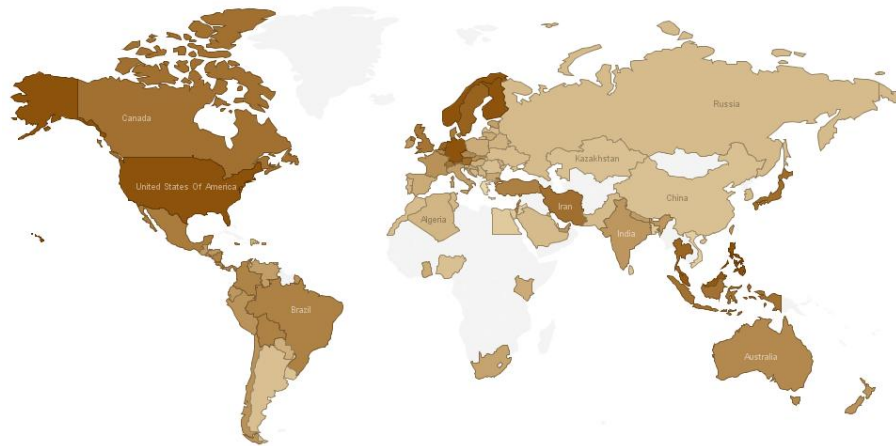 Canada
Russia
Kazakhstan
United States Of America
China
Iran
Algeria
India
Brazil
Australia